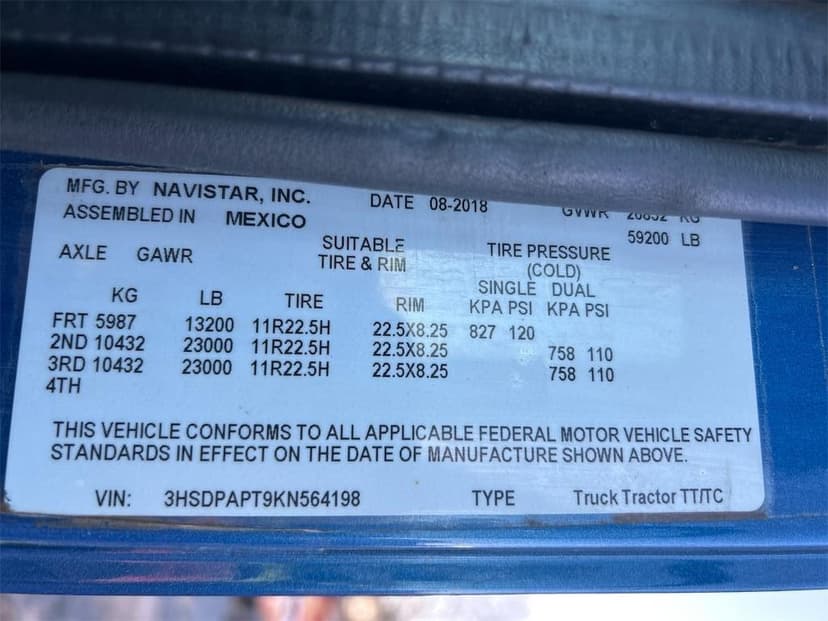 MFG. BY NAVISTAR, INC. DATE 08-2018 GVWR 26852 KG
ASSEMBLED IN MEXICO 59200 LB
AXLE GAWR SUITABLE TIRE PRESSURE
TIRE & RIM (COLD)
SINGLE DUAL
KG LB TIRE RIM KPA PSI KPA PSI
FRT 5987 13200 11R22.5H 22.5X8.25 827 120
2ND 10432 23000 11R22.5H 22.5X8.25 758 110
3RD 10432 23000 11R22.5H 22.5X8.25 758 110
4TH
THIS VEHICLE CONFORMS TO ALL APPLICABLE FEDERAL MOTOR VEHICLE SAFETY
STANDARDS IN EFFECT ON THE DATE OF MANUFACTURE SHOWN ABOVE.
VIN: 3HSDPAPT9KN564198 TYPE Truck Tractor TT/TC